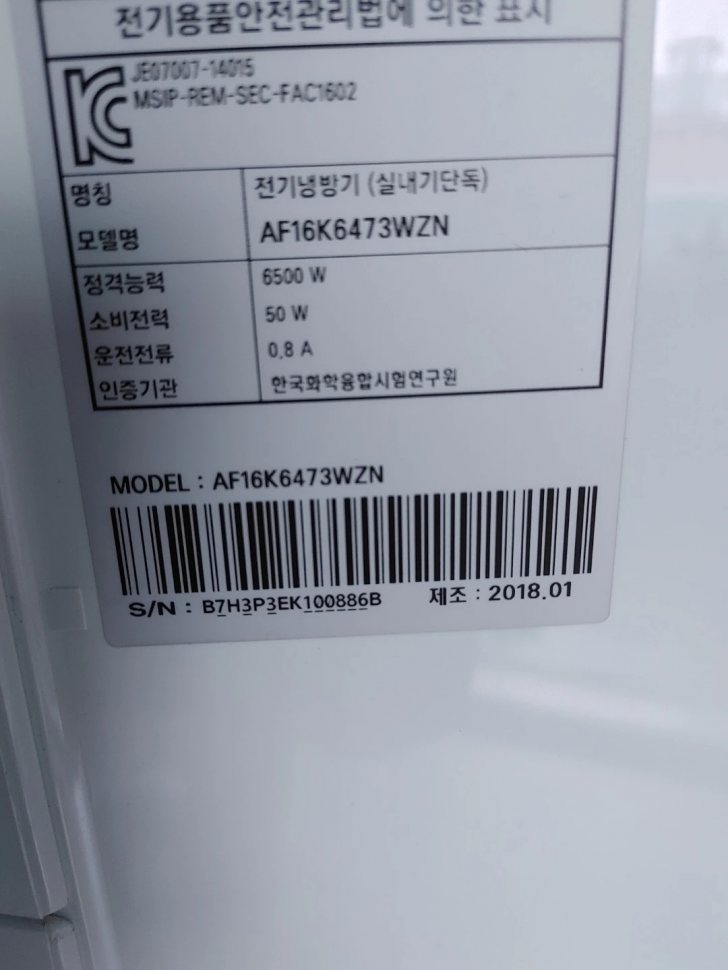 전기용품안전관리법에 의한 표시
JE07007-14015
MSIP-REM-SEC-FAC1602
명칭 전기냉방기 (실내기단독)
모델명 AF16K6473WZN
정격능력 6500 W
소비전력 50 W
운전전류 0.8 A
인증기관 한국화학융합시험연구원
MODEL : AF16K6473WZN
S/N : B7H3P3EK100886B 제조 : 2018.01